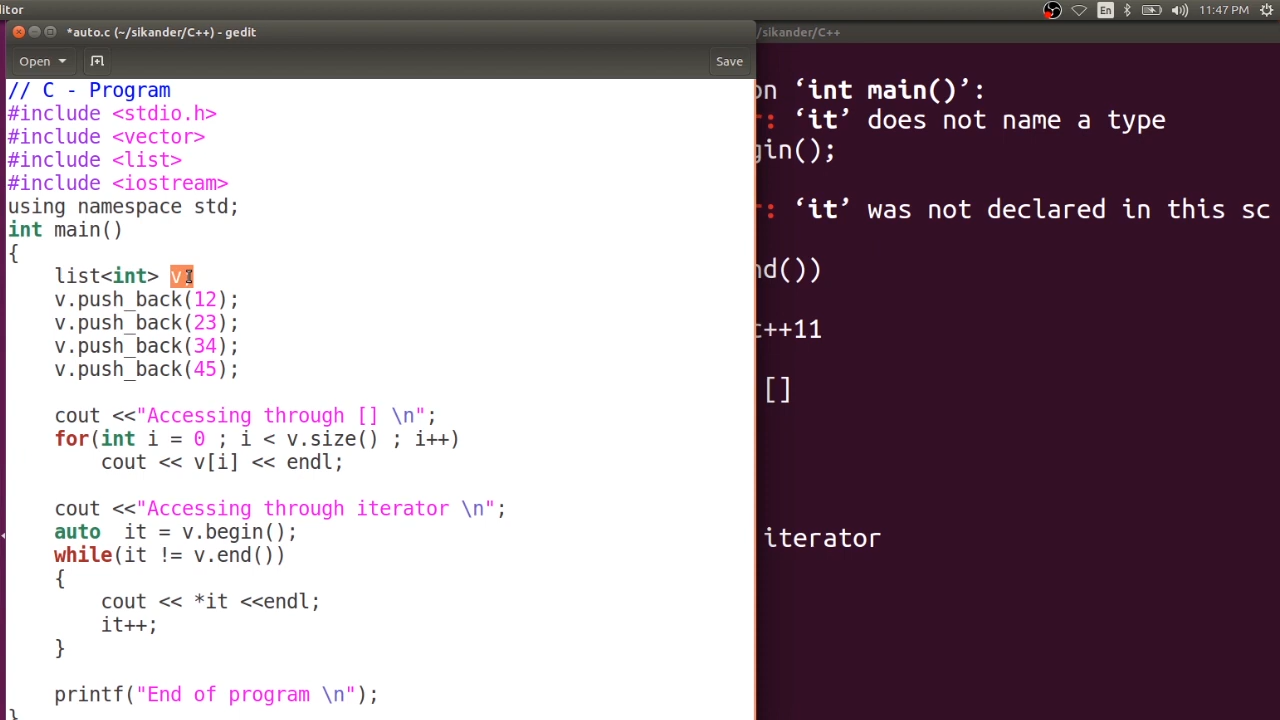 itor
En
11:47 PM
*auto.c (~/sikander/C++) - gedit
/sikander/C++
Open
Save
// C - Program
#include <stdio.h>
#include <vector>
#include <list>
#include <iostream>
using namespace std;
int main()
{
list<int> v;
v.push_back(12);
v.push_back(23);
v.push_back(34);
v.push_back(45);
cout <<"Accessing through [] \n";
for(int i = 0 ; i < v.size() ; i++)
cout << v[i] << endl;
cout <<"Accessing through iterator \n";
auto  it = v.begin();
while(it != v.end())
{
cout << *it <<endl;
it++;
}
printf("End of program \n");
}
on ‘int main()’:
r: ‘it’ does not name a type
gin();
r: ‘it’ was not declared in this sc
nd())
c++11
[]
iterator